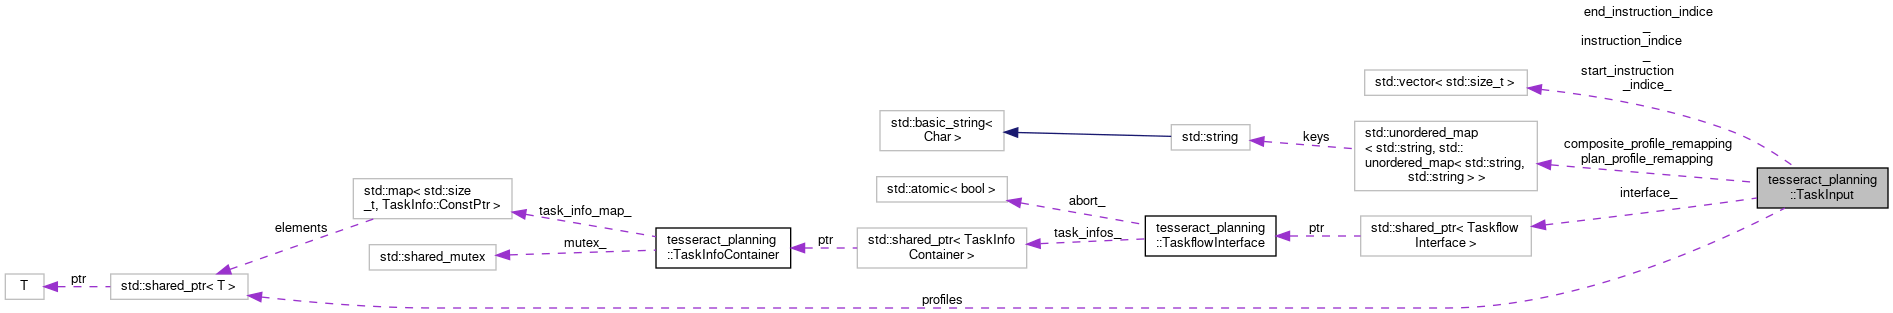 end_instruction_indice
_
instruction_indice
_
start_instruction
_indice_
std::vector< std::size_t >
std::basic_string<
Char >
std::string
keys
std::unordered_map
< std::string, std::
unordered_map< std::string,
std::string > >
composite_profile_remapping
plan_profile_remapping
tesseract_planning
::TaskInput
std::map< std::size
_t, TaskInfo::ConstPtr >
std::atomic< bool >
abort_
interface_
task_info_map_
tesseract_planning
::TaskflowInterface
std::shared_ptr< Taskflow
Interface >
ptr
elements
mutex_
tesseract_planning
::TaskInfoContainer
ptr
std::shared_ptr< TaskInfo
Container >
task_infos_
std::shared_mutex
T
ptr
std::shared_ptr< T >
profiles